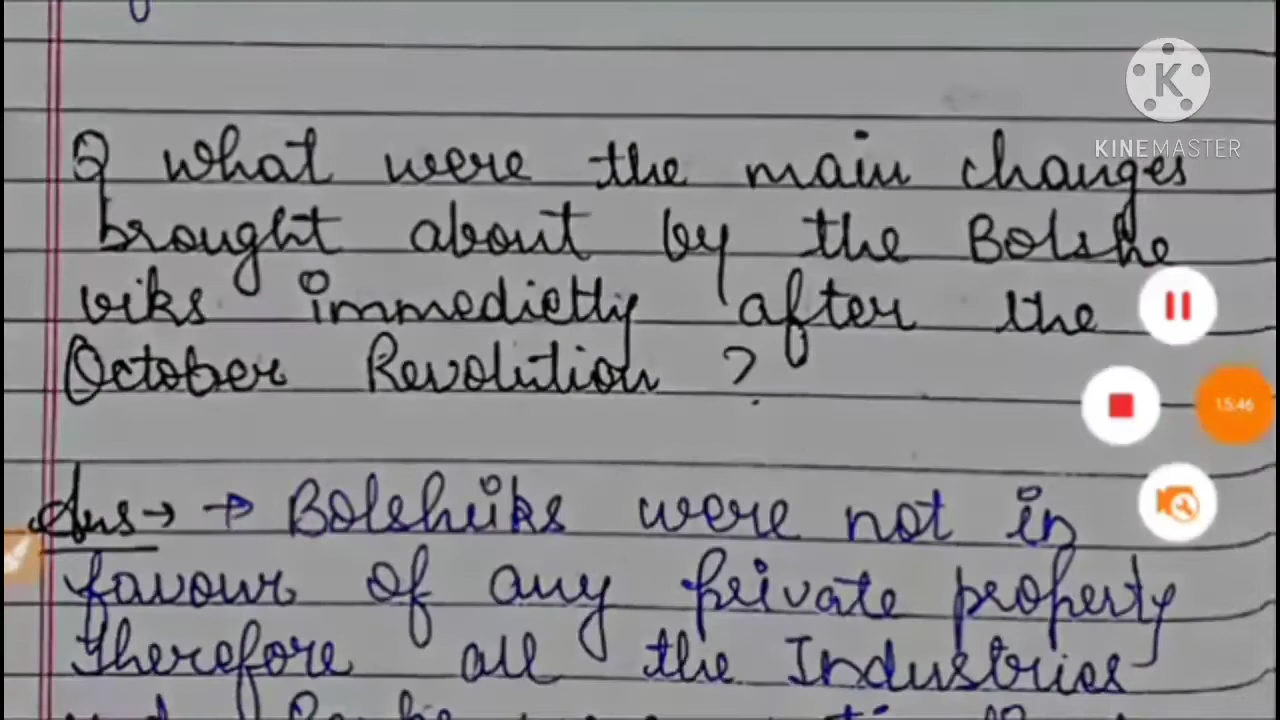 KINEMASTER
Q what were the main changes
brought about by the Bolshe
viks immedietly after the
October Revolution ?
15:46
Ans → → Bolsheiks were not in
favour of any private property
therefore all the Industries